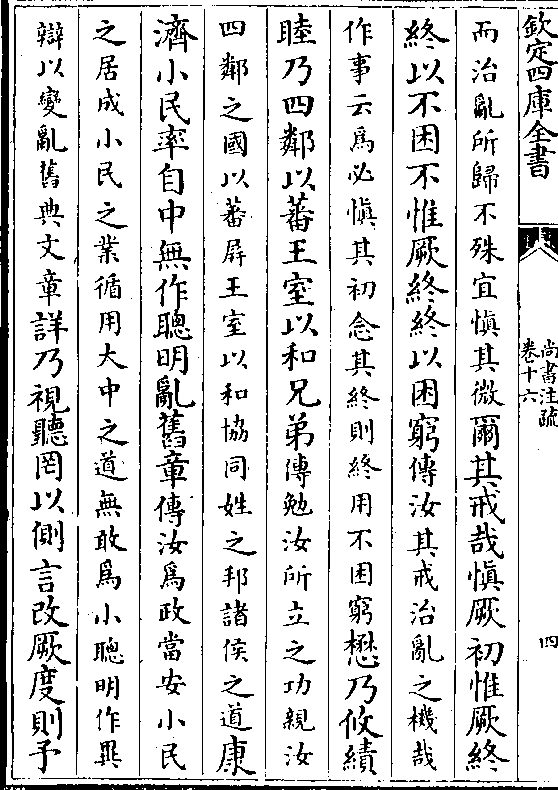 欽定四庫全書
尚書注疏
卷十六
四
而治亂所歸不殊宜慎其微爾其戒哉慎厥初惟厥終
終以不困不惟厥終終以困窮傳汝其戒治亂之機哉
作事云爲必慎其初念其終則終用不困窮懋乃攸績
睦乃四鄰以蕃王室以和兄弟傳勉汝所立之功親汝
四鄰之國以蕃屏王室以和協同姓之邦諸侯之道康
濟小民率自中無作聰明亂舊章傳汝爲政當安小民
之居成小民之業循用大中之道無敢爲小聰明作異
辯以變亂舊典文章詳乃視聽罔以側言改厥度則予